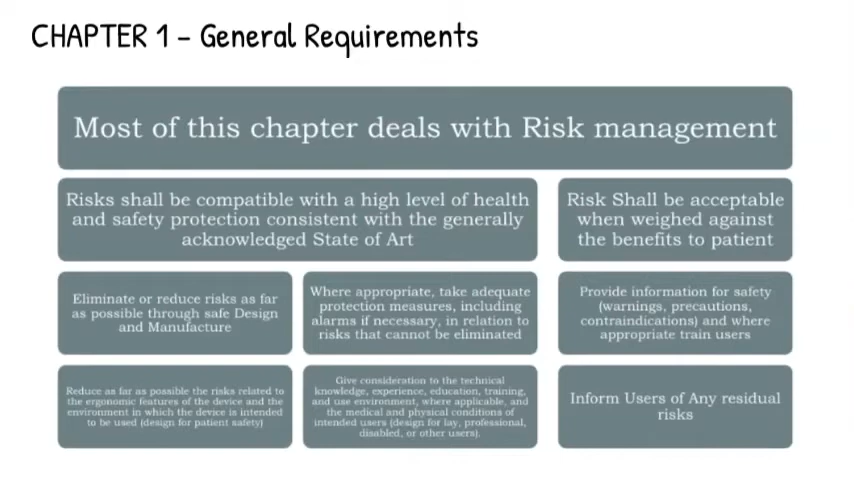 CHAPTER 1 – General Requirements
Most of this chapter deals with Risk management
Risks shall be compatible with a high level of health
and safety protection consistent with the generally
acknowledged State of Art
Risk Shall be acceptable
when weighed against
the benefits to patient
Eliminate or reduce risks as far
as possible through safe Design
and Manufacture
Where appropriate, take adequate
protection measures, including
alarms if necessary, in relation to
risks that cannot be eliminated
Provide information for safety
(warnings, precautions,
contraindications) and where
appropriate train users
Reduce as far as possible the risks related to
the ergonomic features of the device and the
environment in which the device is intended
to be used (design for patient safety)
Give consideration to the technical
knowledge, experience, education, training,
and use environment, where applicable, and
the medical and physical conditions of
intended users (design for lay, professional,
disabled, or other users).
Inform Users of Any residual
risks